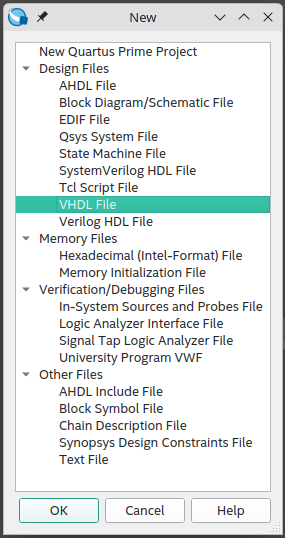 New
New Quartus Prime Project
Design Files
AHDL File
Block Diagram/Schematic File
EDIF File
Qsys System File
State Machine File
SystemVerilog HDL File
Tcl Script File
VHDL File
Verilog HDL File
Memory Files
Hexadecimal (Intel-Format) File
Memory Initialization File
Verification/Debugging Files
In-System Sources and Probes File
Logic Analyzer Interface File
Signal Tap Logic Analyzer File
University Program VWF
Other Files
AHDL Include File
Block Symbol File
Chain Description File
Synopsys Design Constraints File
Text File
OK Cancel Help